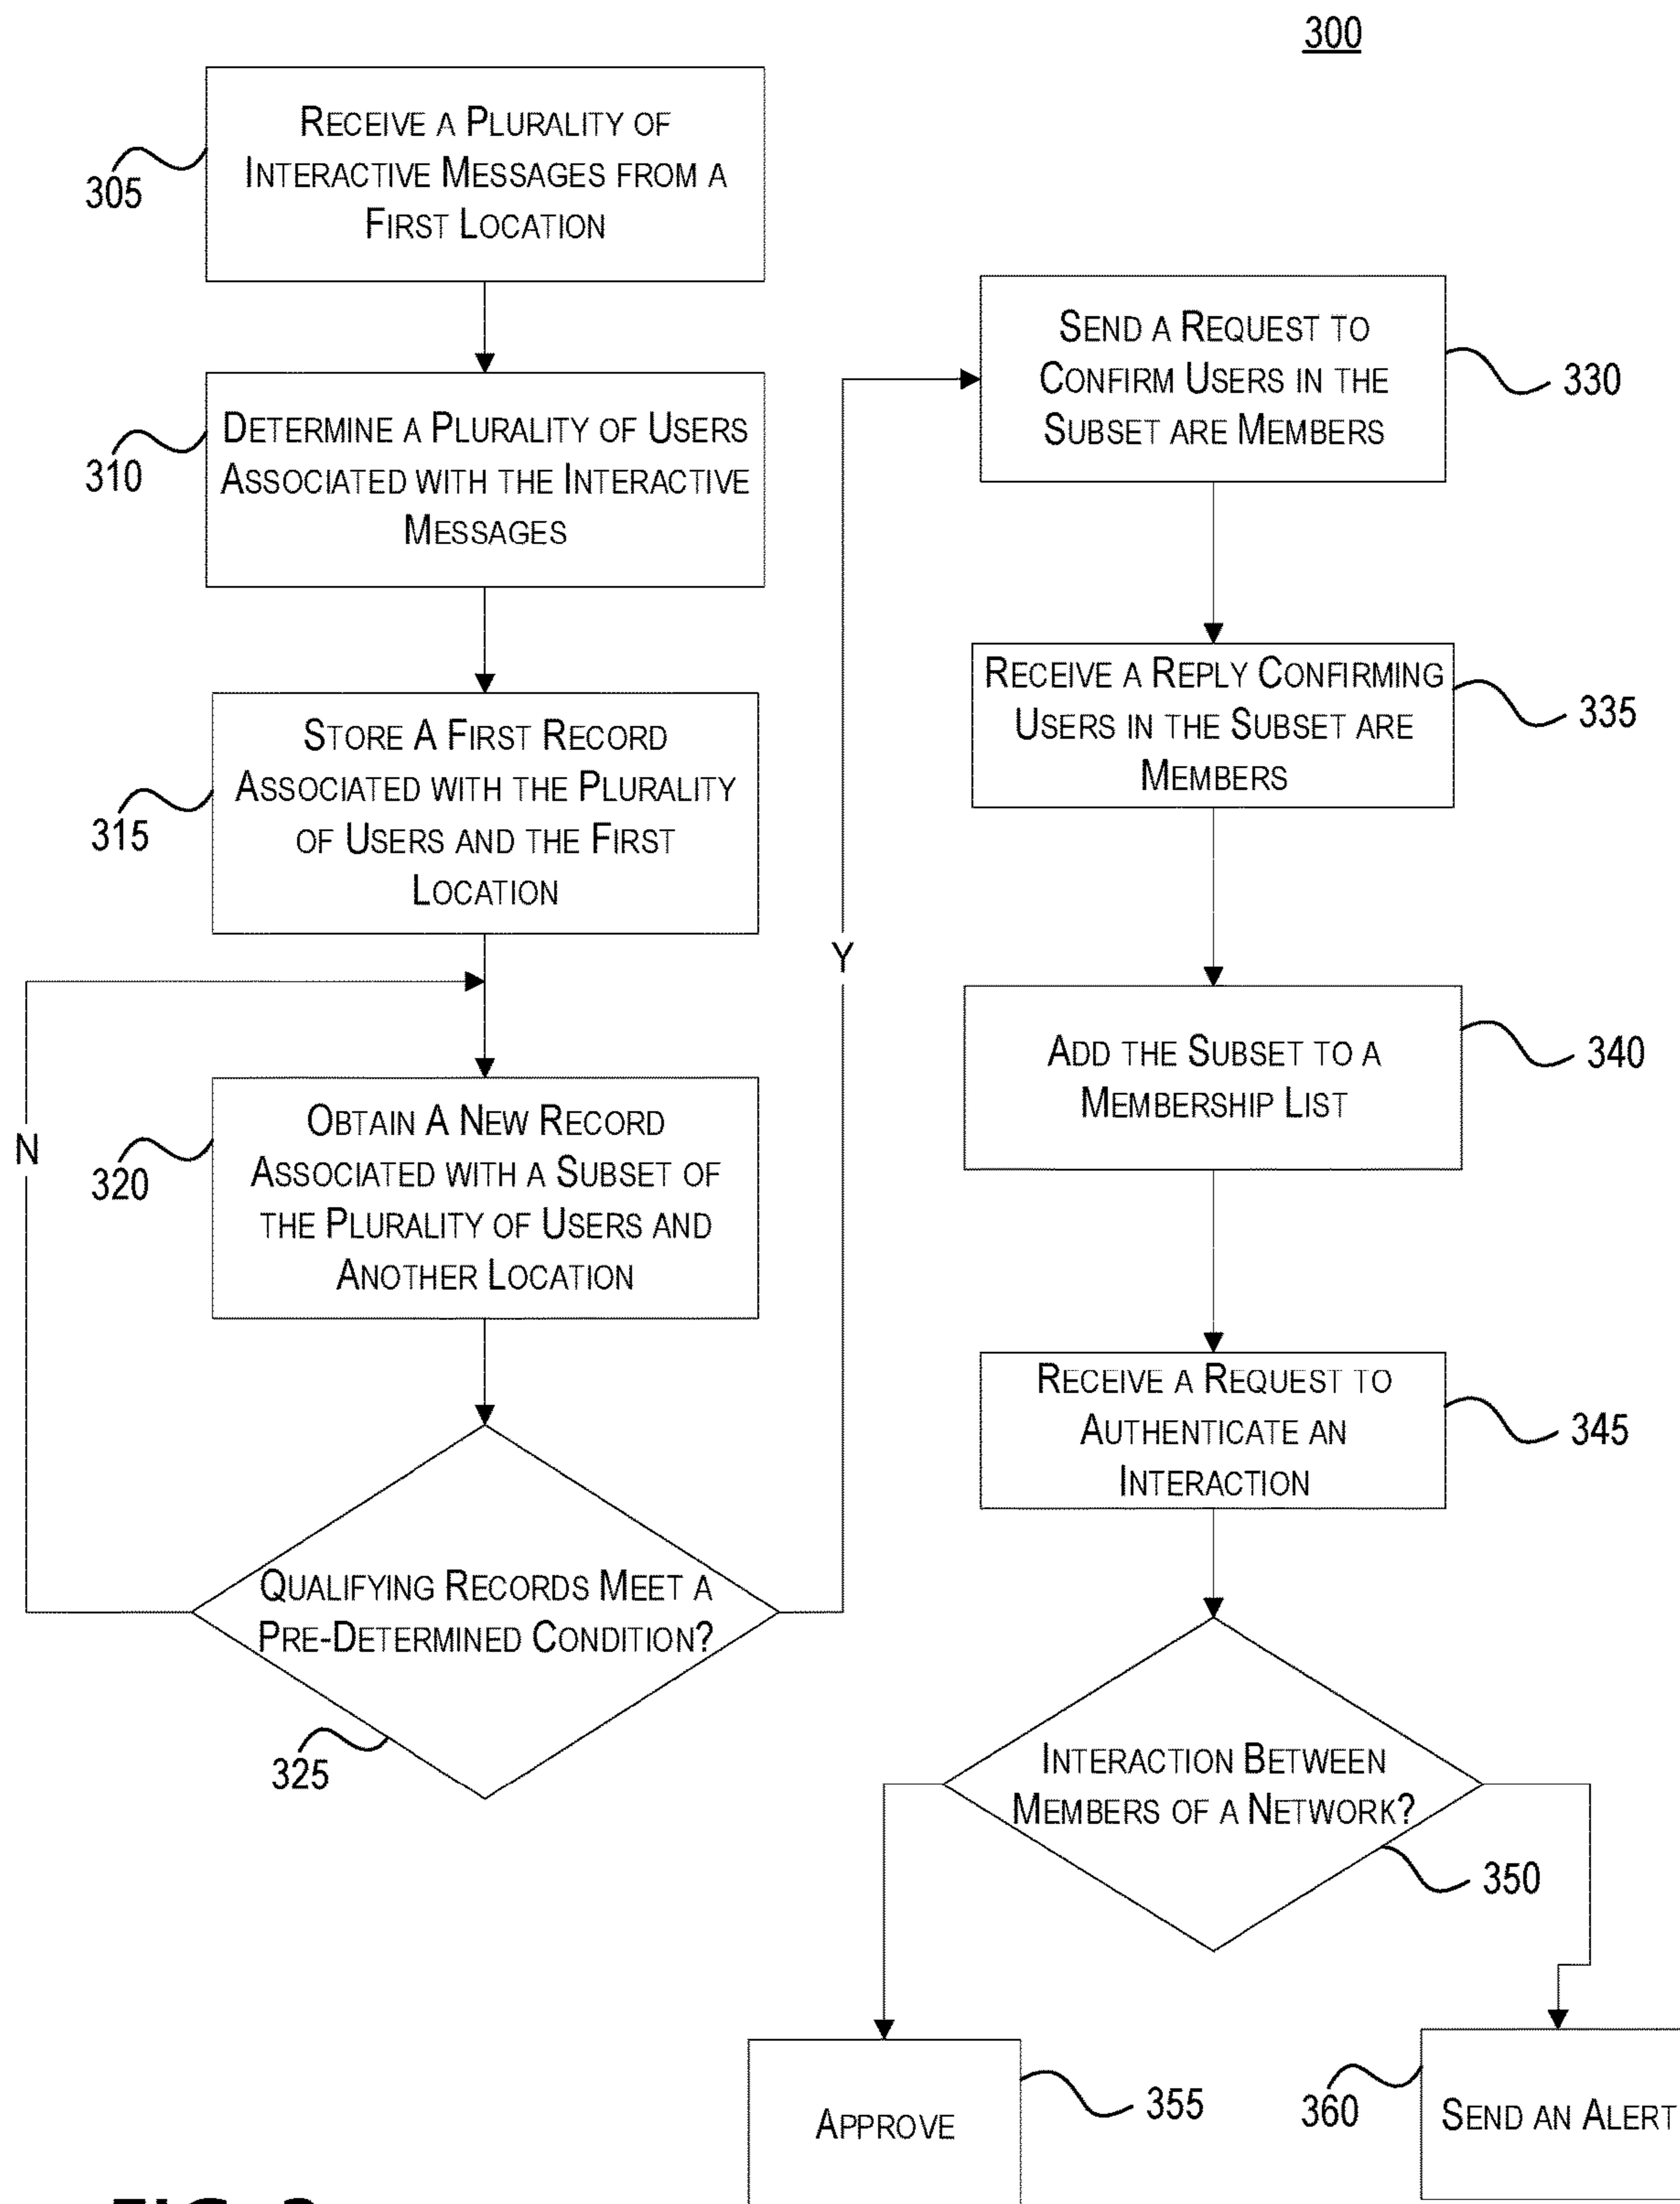 300
RECEIVE A PLURALITY OF
INTERACTIVE MESSAGES FROM A
FIRST LOCATION
305
DETERMINE A PLURALITY OF USERS
ASSOCIATED WITH THE INTERACTIVE
MESSAGES
310
STORE A FIRST RECORD
ASSOCIATED WITH THE PLURALITY
OF USERS AND THE FIRST
LOCATION
315
N
OBTAIN A NEW RECORD
ASSOCIATED WITH A SUBSET OF
THE PLURALITY OF USERS AND
ANOTHER LOCATION
320
QUALIFYING RECORDS MEET A
PRE-DETERMINED CONDITION?
325
Y
SEND A REQUEST TO
CONFIRM USERS IN THE
SUBSET ARE MEMBERS
330
RECEIVE A REPLY CONFIRMING
USERS IN THE SUBSET ARE
MEMBERS
335
ADD THE SUBSET TO A
MEMBERSHIP LIST
340
RECEIVE A REQUEST TO
AUTHENTICATE AN
INTERACTION
345
INTERACTION BETWEEN
MEMBERS OF A NETWORK?
350
APPROVE
355
360
SEND AN ALERT